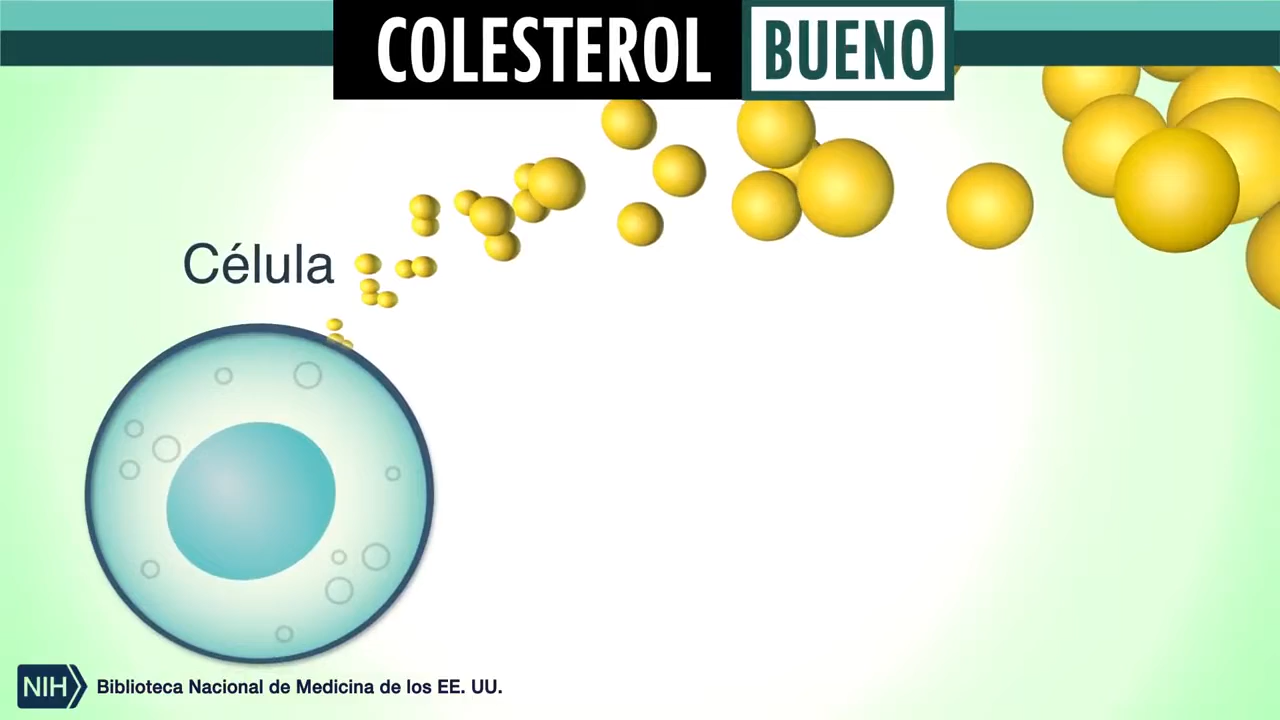 COLESTEROL BUENO
Célula
NIH Biblioteca Nacional de Medicina de los EE. UU.